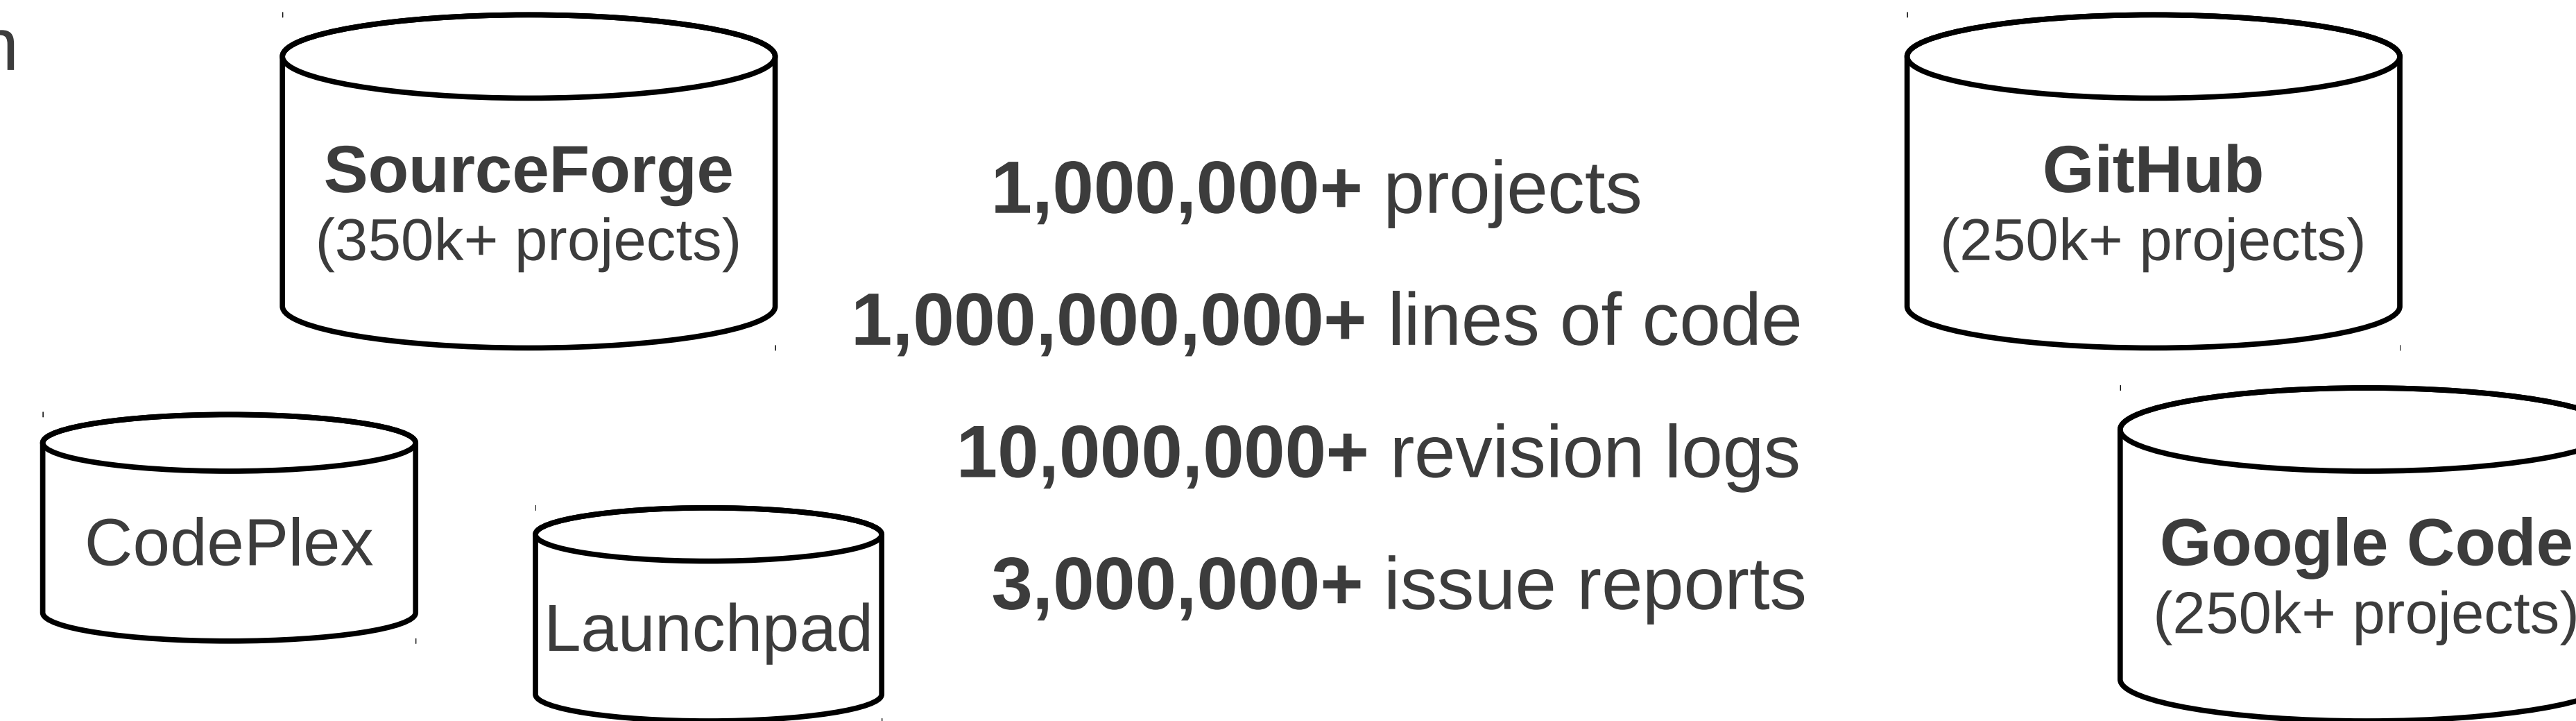 SourceForge
(350k+ projects)
1,000,000+ projects
1,000,000,000+ lines of code
10,000,000+ revision logs
3,000,000+ issue reports
GitHub
(250k+ projects)
CodePlex
Launchpad
Google Code
(250k+ projects)